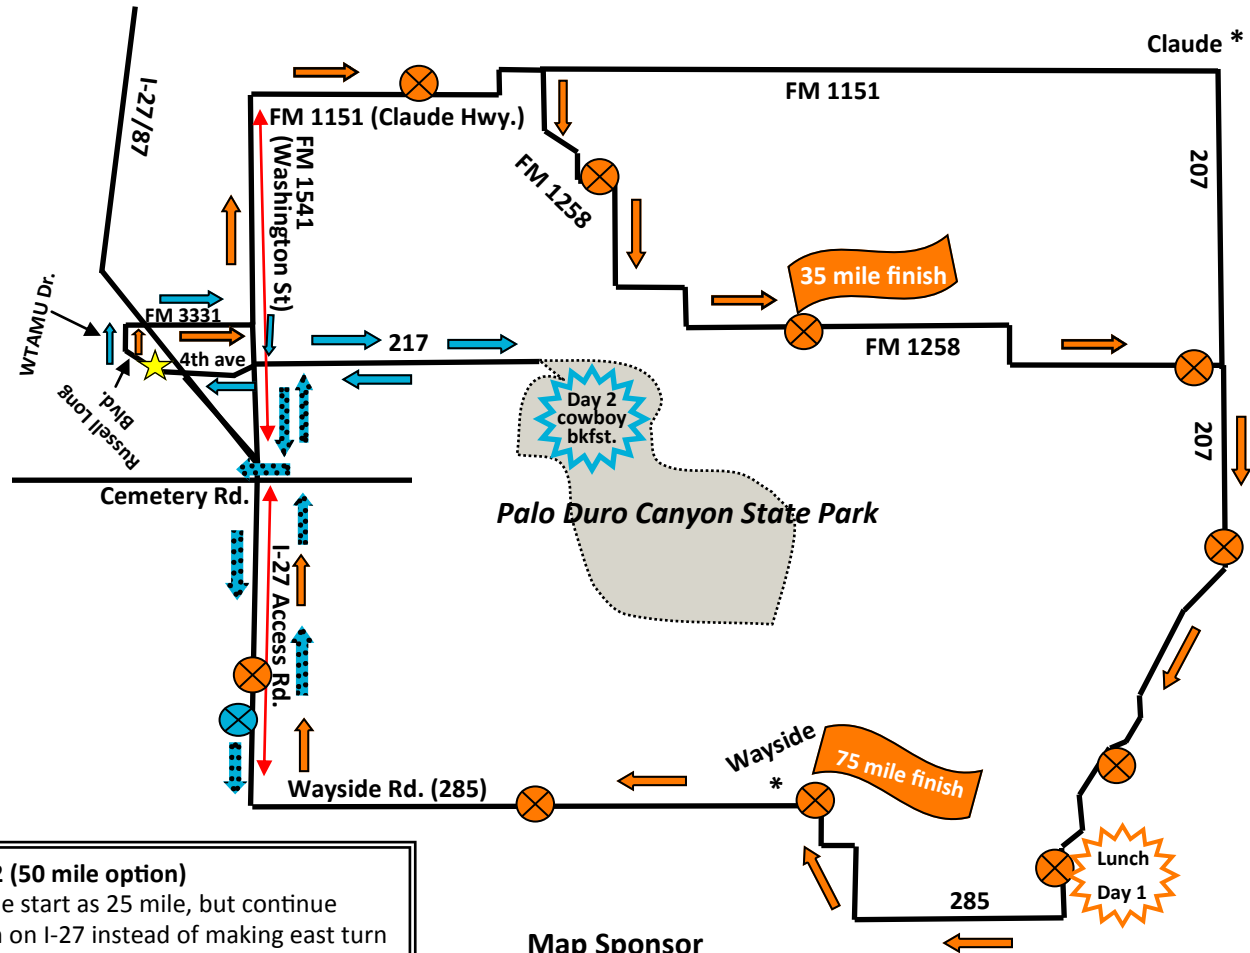 Claude *
I-27/87
FM 1151 (Claude Hwy.)
FM 1151
FM 1541
(Washington St)
FM 1258
207
35 mile finish
WTAMU Dr.
FM 3331
4th ave
217
FM 1258
Russell Long
Blvd.
Day 2
cowboy
bkfst.
207
Cemetery Rd.
Palo Duro Canyon State Park
I-27 Access Rd.
Wayside
*
75 mile finish
Wayside Rd. (285)
Lunch
Day 1
285
2 (50 mile option)
e start as 25 mile, but continue
on I-27 instead of making east turn
Map Sponsor